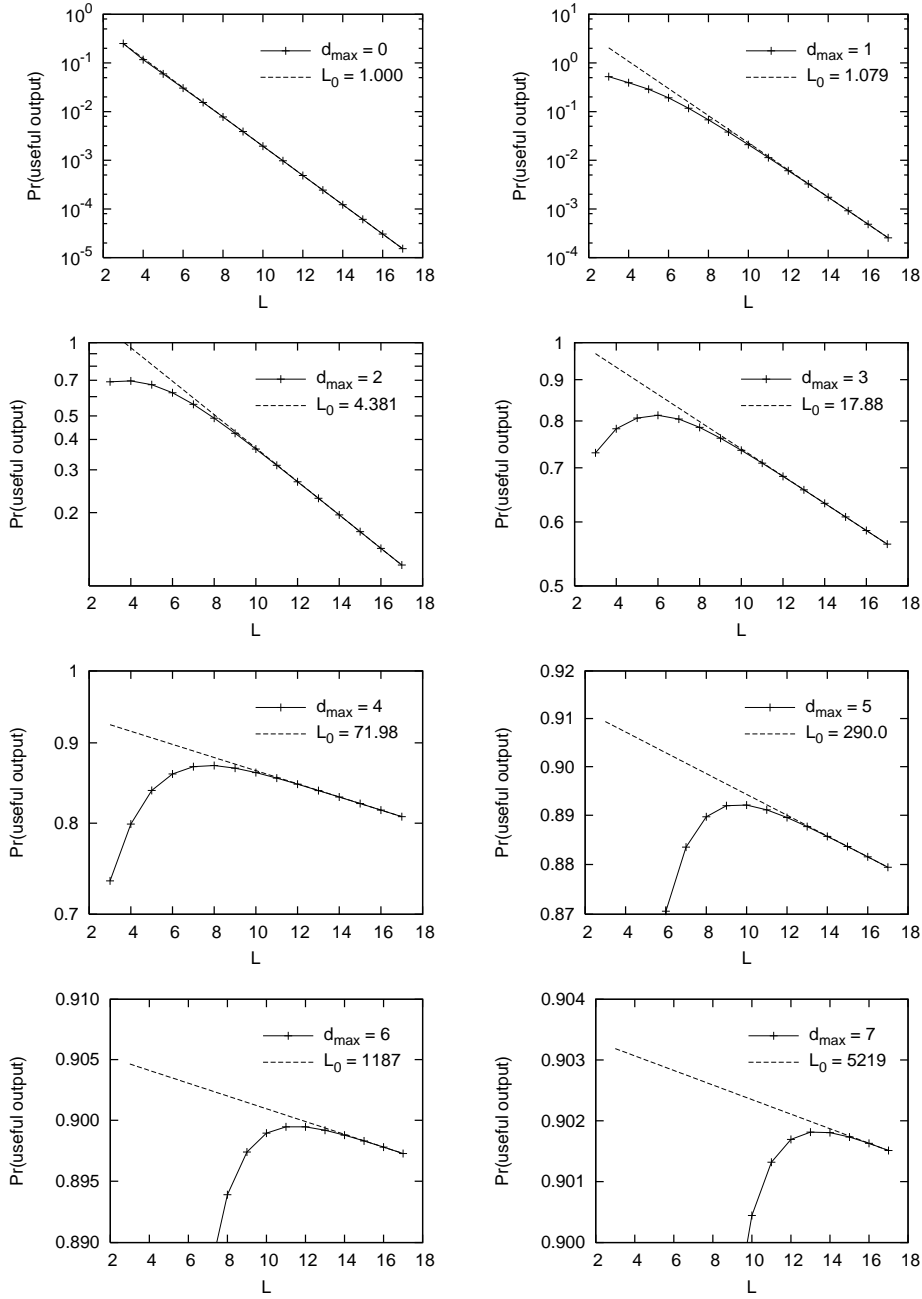 10^0
10^-1
10^-2
10^-3
10^-4
10^-5
Pr(useful output)
d_max = 0
L_0 = 1.000
2 4 6 8 10 12 14 16 18
L
10^1
10^0
10^-1
10^-2
10^-3
10^-4
Pr(useful output)
d_max = 1
L_0 = 1.079
2 4 6 8 10 12 14 16 18
L
1
0.7
0.5
0.4
0.3
0.2
Pr(useful output)
d_max = 2
L_0 = 4.381
2 4 6 8 10 12 14 16 18
L
1
0.9
0.8
0.7
0.6
0.5
Pr(useful output)
d_max = 3
L_0 = 17.88
2 4 6 8 10 12 14 16 18
L
1
0.9
0.8
0.7
Pr(useful output)
d_max = 4
L_0 = 71.98
2 4 6 8 10 12 14 16 18
L
0.92
0.91
0.90
0.89
0.88
0.87
Pr(useful output)
d_max = 5
L_0 = 290.0
2 4 6 8 10 12 14 16 18
L
0.910
0.905
0.900
0.895
0.890
Pr(useful output)
d_max = 6
L_0 = 1187
2 4 6 8 10 12 14 16 18
L
0.904
0.903
0.902
0.901
0.900
Pr(useful output)
d_max = 7
L_0 = 5219
2 4 6 8 10 12 14 16 18
L